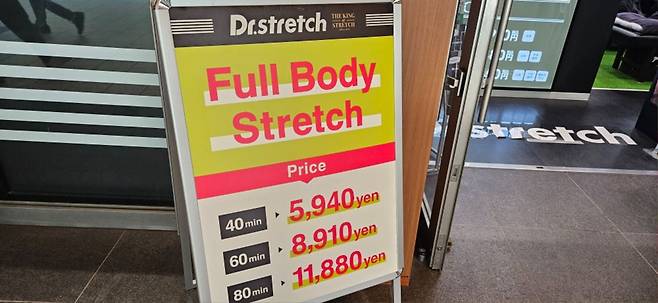 Dr.stretch
THE KING
of
STRETCH
Full Body
Stretch
Price
40min 5,940yen
60min 8,910yen
80min 11,880yen
stretch